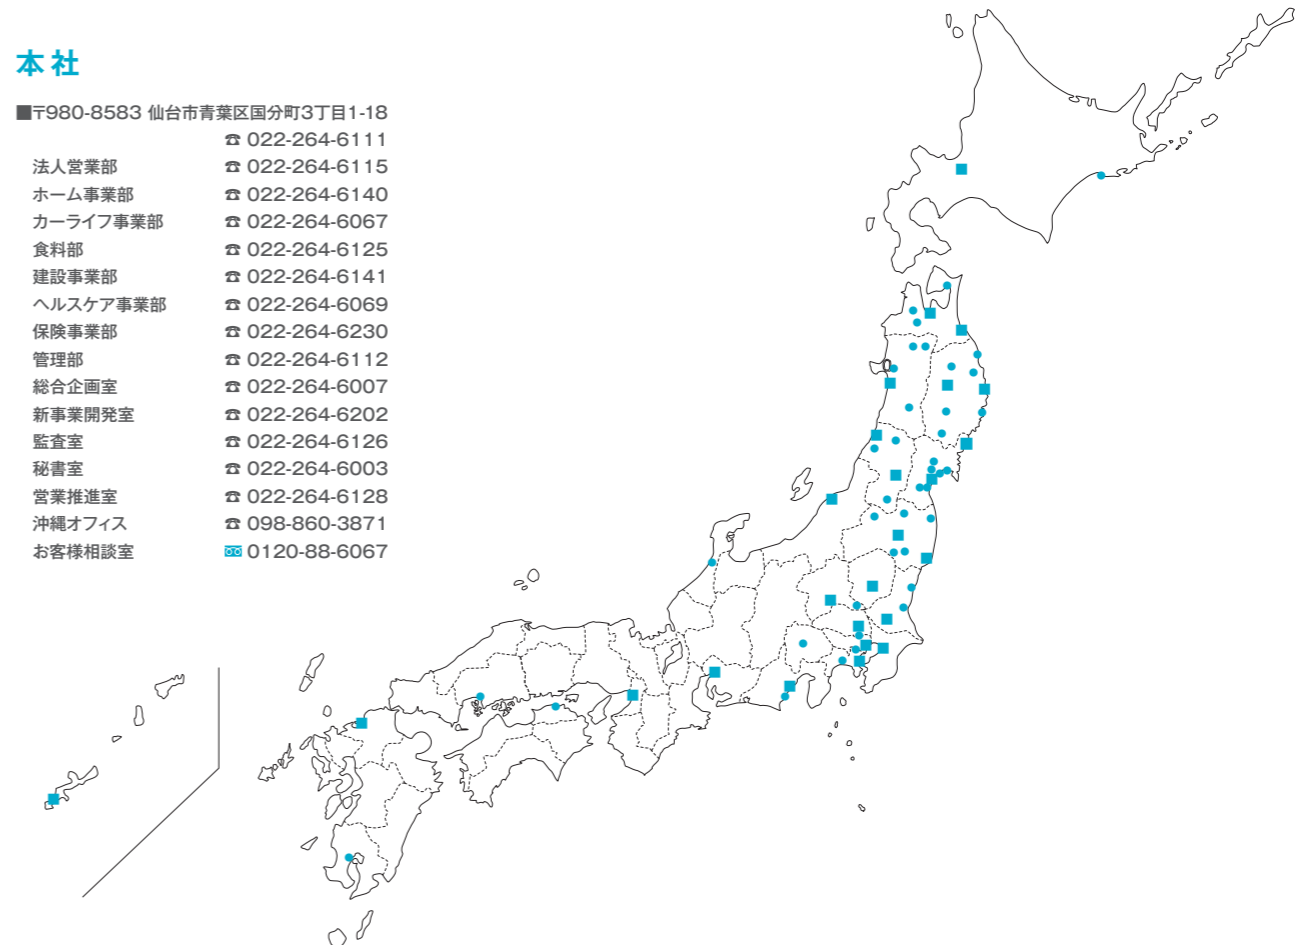 本社
■〒980-8583 仙台市青葉区国分町3丁目1-18
☎ 022-264-6111
法人営業部 ☎ 022-264-6115
ホーム事業部 ☎ 022-264-6140
カーライフ事業部 ☎ 022-264-6067
食料部 ☎ 022-264-6125
建設事業部 ☎ 022-264-6141
ヘルスケア事業部 ☎ 022-264-6069
保険事業部 ☎ 022-264-6230
管理部 ☎ 022-264-6112
総合企画室 ☎ 022-264-6007
新事業開発室 ☎ 022-264-6202
監査室 ☎ 022-264-6126
秘書室 ☎ 022-264-6003
営業推進室 ☎ 022-264-6128
沖縄オフィス ☎ 098-860-3871
お客様相談室 0120-88-6067